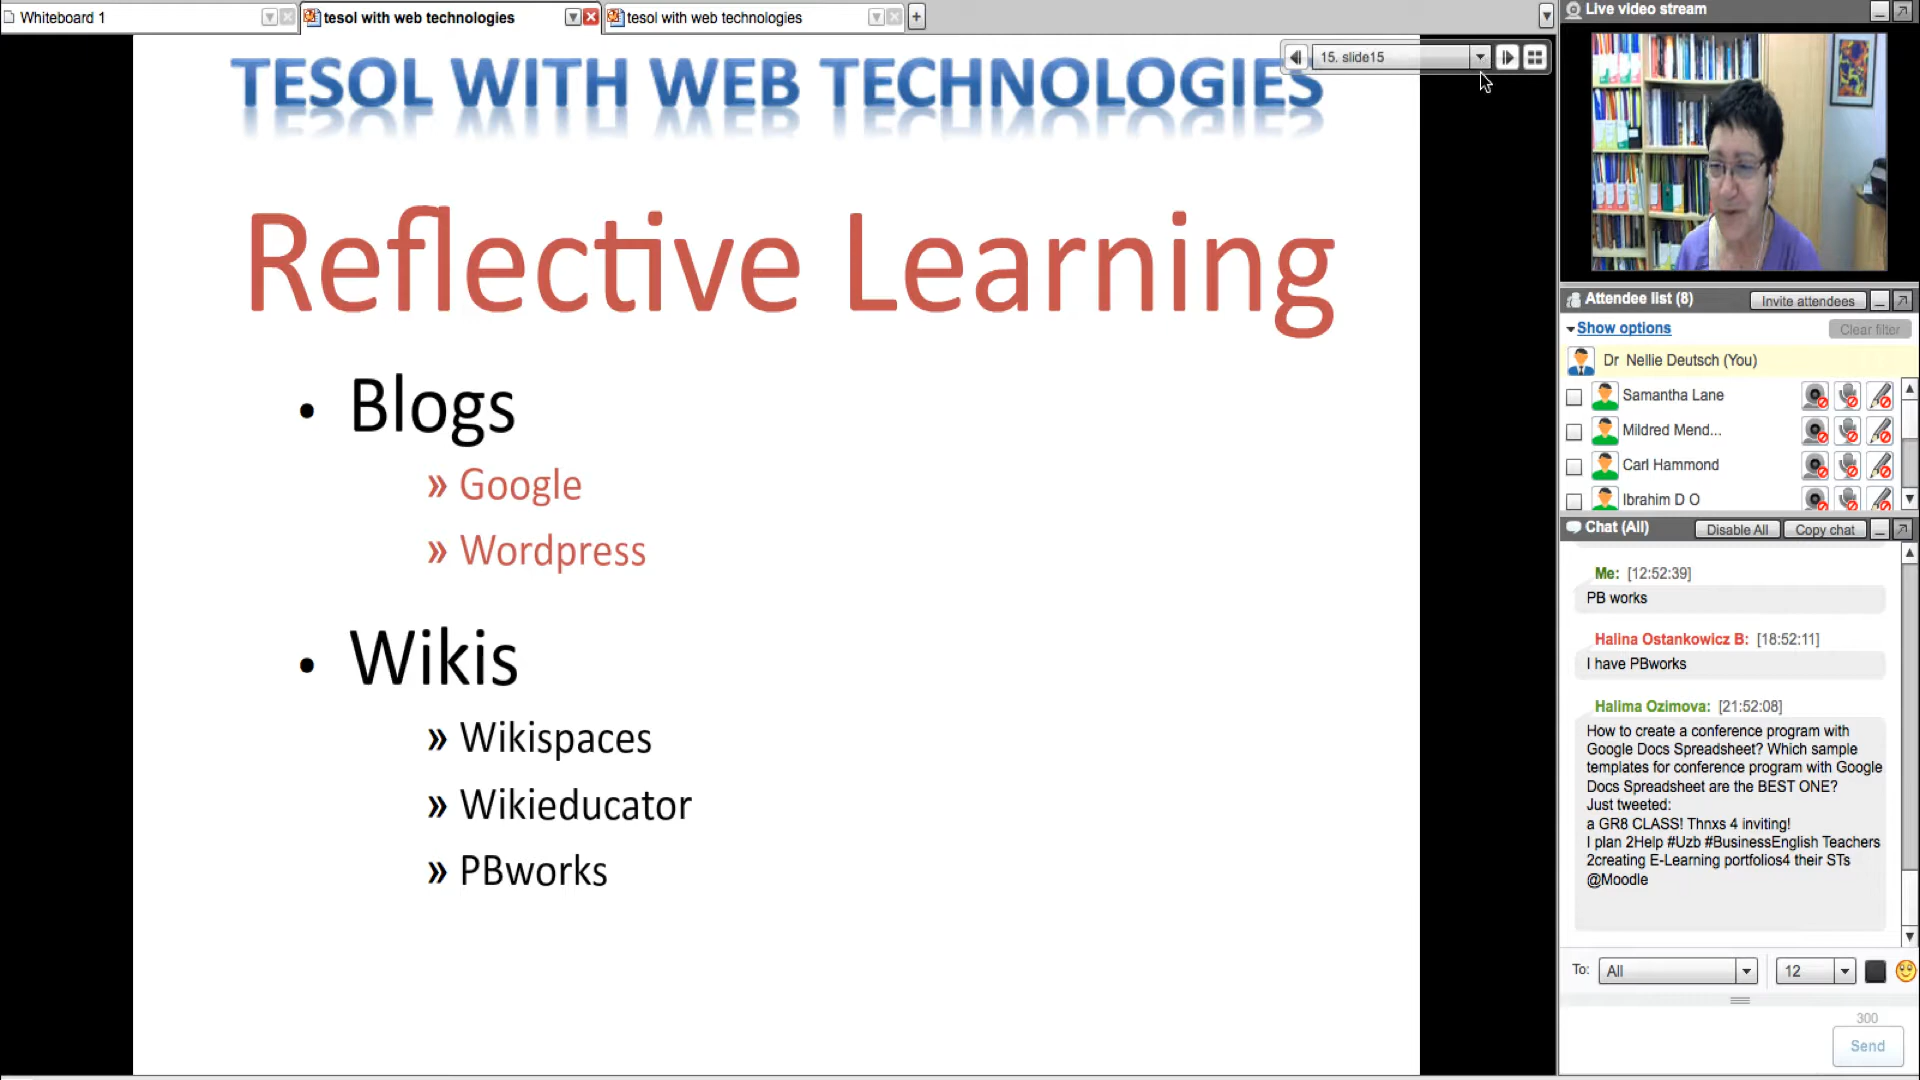 Whiteboard 1
tesol with web technologies
tesol with web technologies
15. slide15
TESOL WITH WEB TECHNOLOGIES
Reflective Learning
• Blogs
» Google
» Wordpress
• Wikis
» Wikispaces
» Wikieducator
» PBworks
Live video stream
Attendee list (8)
Invite attendees
Show options
Clear filter
Dr Nellie Deutsch (You)
Samantha Lane
Mildred Mend...
Carl Hammond
Ibrahim D O
Chat (All)
Disable All
Copy chat
Me: [12:52:39]
PB works
Halina Ostankowicz B: [18:52:11]
I have PBworks
Halima Ozimova: [21:52:08]
How to create a conference program with
Google Docs Spreadsheet? Which sample
templates for conference program with Google
Docs Spreadsheet are the BEST ONE?
Just tweeted:
a GR8 CLASS! Thnxs 4 inviting!
I plan 2Help #Uzb #BusinessEnglish Teachers
2creating E-Learning portfolios4 their STs
@Moodle
To: All 12
300
Send